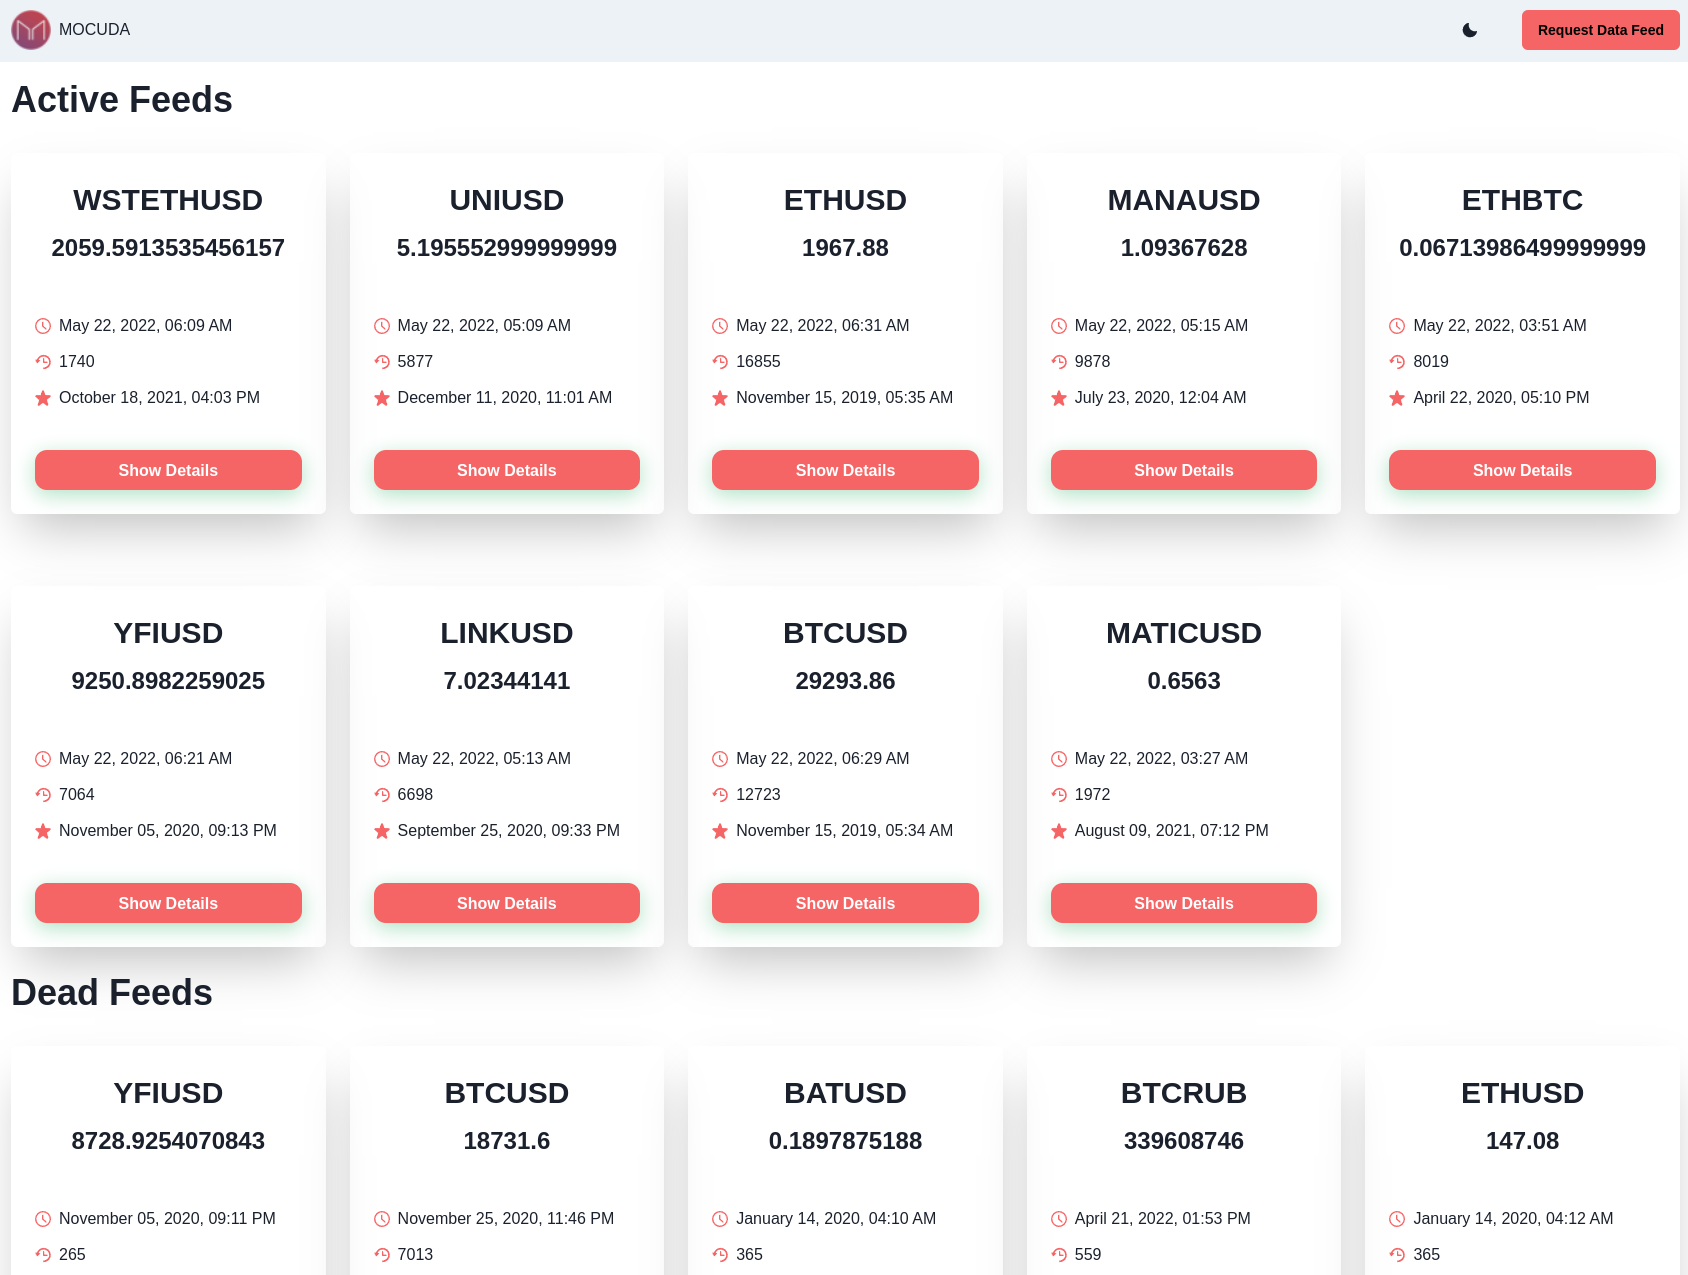 MOCUDA
Request Data Feed
Active Feeds
WSTETHUSD
2059.5913535456157
May 22, 2022, 06:09 AM
1740
October 18, 2021, 04:03 PM
Show Details
UNIUSD
5.195552999999999
May 22, 2022, 05:09 AM
5877
December 11, 2020, 11:01 AM
Show Details
ETHUSD
1967.88
May 22, 2022, 06:31 AM
16855
November 15, 2019, 05:35 AM
Show Details
MANAUSD
1.09367628
May 22, 2022, 05:15 AM
9878
July 23, 2020, 12:04 AM
Show Details
ETHBTC
0.06713986499999999
May 22, 2022, 03:51 AM
8019
April 22, 2020, 05:10 PM
Show Details
YFIUSD
9250.8982259025
May 22, 2022, 06:21 AM
7064
November 05, 2020, 09:13 PM
Show Details
LINKUSD
7.02344141
May 22, 2022, 05:13 AM
6698
September 25, 2020, 09:33 PM
Show Details
BTCUSD
29293.86
May 22, 2022, 06:29 AM
12723
November 15, 2019, 05:34 AM
Show Details
MATICUSD
0.6563
May 22, 2022, 03:27 AM
1972
August 09, 2021, 07:12 PM
Show Details
Dead Feeds
YFIUSD
8728.9254070843
November 05, 2020, 09:11 PM
265
BTCUSD
18731.6
November 25, 2020, 11:46 PM
7013
BATUSD
0.1897875188
January 14, 2020, 04:10 AM
365
BTCRUB
339608746
April 21, 2022, 01:53 PM
559
ETHUSD
147.08
January 14, 2020, 04:12 AM
365